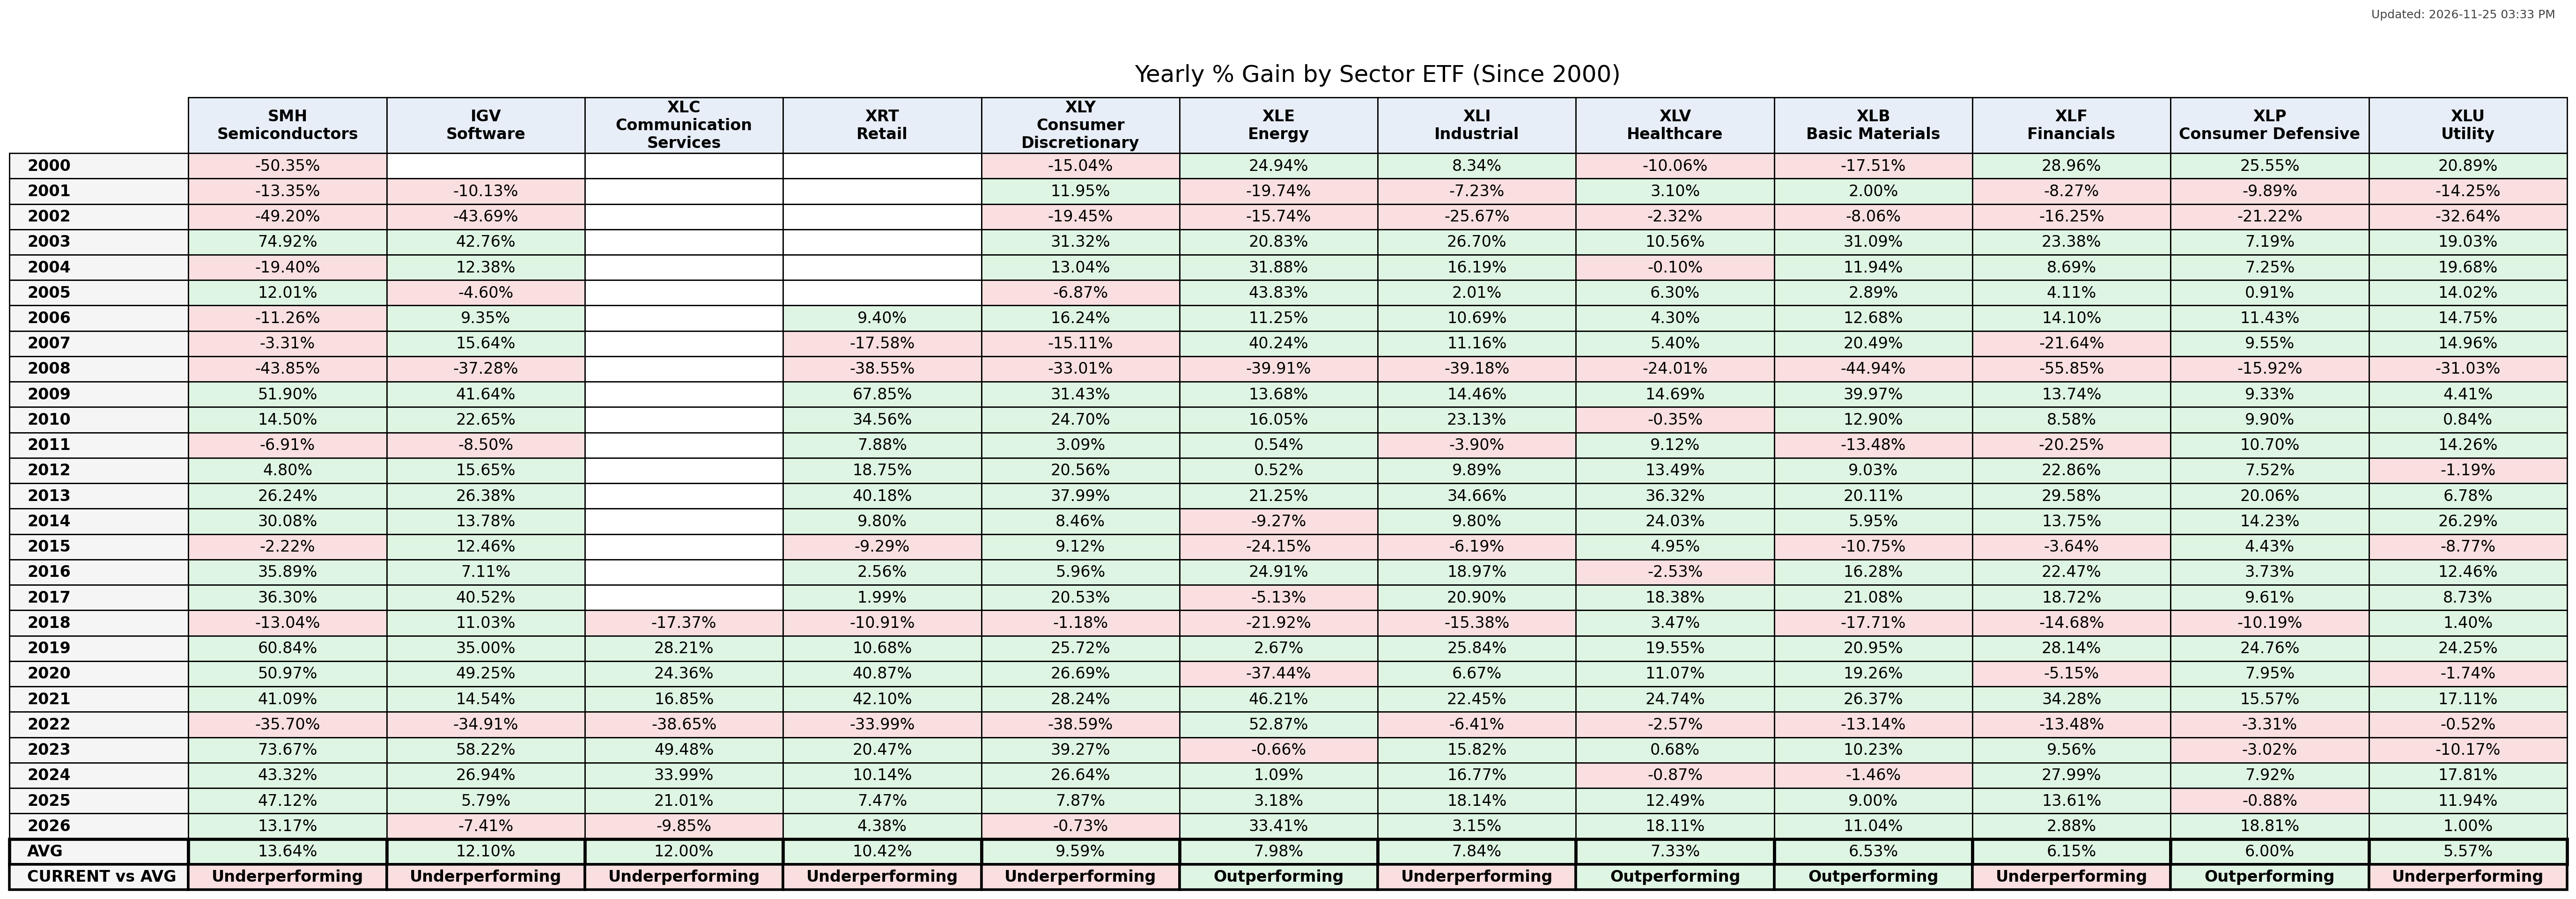 Updated: 2026-11-25 03:33 PM
Yearly % Gain by Sector ETF (Since 2000)
SMH Semiconductors	IGV Software	XLC Communication Services	XRT Retail	XLY Consumer Discretionary	XLE Energy	XLI Industrial	XLV Healthcare	XLB Basic Materials	XLF Financials	XLP Consumer Defensive	XLU Utility
2000	-50.35%				-15.04%	24.94%	8.34%	-10.06%	-17.51%	28.96%	25.55%	20.89%
2001	-13.35%	-10.13%			11.95%	-19.74%	-7.23%	3.10%	2.00%	-8.27%	-9.89%	-14.25%
2002	-49.20%	-43.69%			-19.45%	-15.74%	-25.67%	-2.32%	-8.06%	-16.25%	-21.22%	-32.64%
2003	74.92%	42.76%			31.32%	20.83%	26.70%	10.56%	31.09%	23.38%	7.19%	19.03%
2004	-19.40%	12.38%			13.04%	31.88%	16.19%	-0.10%	11.94%	8.69%	7.25%	19.68%
2005	12.01%	-4.60%			-6.87%	43.83%	2.01%	6.30%	2.89%	4.11%	0.91%	14.02%
2006	-11.26%	9.35%		9.40%	16.24%	11.25%	10.69%	4.30%	12.68%	14.10%	11.43%	14.75%
2007	-3.31%	15.64%		-17.58%	-15.11%	40.24%	11.16%	5.40%	20.49%	-21.64%	9.55%	14.96%
2008	-43.85%	-37.28%		-38.55%	-33.01%	-39.91%	-39.18%	-24.01%	-44.94%	-55.85%	-15.92%	-31.03%
2009	51.90%	41.64%		67.85%	31.43%	13.68%	14.46%	14.69%	39.97%	13.74%	9.33%	4.41%
2010	14.50%	22.65%		34.56%	24.70%	16.05%	23.13%	-0.35%	12.90%	8.58%	9.90%	0.84%
2011	-6.91%	-8.50%		7.88%	3.09%	0.54%	-3.90%	9.12%	-13.48%	-20.25%	10.70%	14.26%
2012	4.80%	15.65%		18.75%	20.56%	0.52%	9.89%	13.49%	9.03%	22.86%	7.52%	-1.19%
2013	26.24%	26.38%		40.18%	37.99%	21.25%	34.66%	36.32%	20.11%	29.58%	20.06%	6.78%
2014	30.08%	13.78%		9.80%	8.46%	-9.27%	9.80%	24.03%	5.95%	13.75%	14.23%	26.29%
2015	-2.22%	12.46%		-9.29%	9.12%	-24.15%	-6.19%	4.95%	-10.75%	-3.64%	4.43%	-8.77%
2016	35.89%	7.11%		2.56%	5.96%	24.91%	18.97%	-2.53%	16.28%	22.47%	3.73%	12.46%
2017	36.30%	40.52%		1.99%	20.53%	-5.13%	20.90%	18.38%	21.08%	18.72%	9.61%	8.73%
2018	-13.04%	11.03%	-17.37%	-10.91%	-1.18%	-21.92%	-15.38%	3.47%	-17.71%	-14.68%	-10.19%	1.40%
2019	60.84%	35.00%	28.21%	10.68%	25.72%	2.67%	25.84%	19.55%	20.95%	28.14%	24.76%	24.25%
2020	50.97%	49.25%	24.36%	40.87%	26.69%	-37.44%	6.67%	11.07%	19.26%	-5.15%	7.95%	-1.74%
2021	41.09%	14.54%	16.85%	42.10%	28.24%	46.21%	22.45%	24.74%	26.37%	34.28%	15.57%	17.11%
2022	-35.70%	-34.91%	-38.65%	-33.99%	-38.59%	52.87%	-6.41%	-2.57%	-13.14%	-13.48%	-3.31%	-0.52%
2023	73.67%	58.22%	49.48%	20.47%	39.27%	-0.66%	15.82%	0.68%	10.23%	9.56%	-3.02%	-10.17%
2024	43.32%	26.94%	33.99%	10.14%	26.64%	1.09%	16.77%	-0.87%	-1.46%	27.99%	7.92%	17.81%
2025	47.12%	5.79%	21.01%	7.47%	7.87%	3.18%	18.14%	12.49%	9.00%	13.61%	-0.88%	11.94%
2026	13.17%	-7.41%	-9.85%	4.38%	-0.73%	33.41%	3.15%	18.11%	11.04%	2.88%	18.81%	1.00%
AVG	13.64%	12.10%	12.00%	10.42%	9.59%	7.98%	7.84%	7.33%	6.53%	6.15%	6.00%	5.57%
CURRENT vs AVG	Underperforming	Underperforming	Underperforming	Underperforming	Underperforming	Outperforming	Underperforming	Outperforming	Outperforming	Underperforming	Outperforming	Underperforming